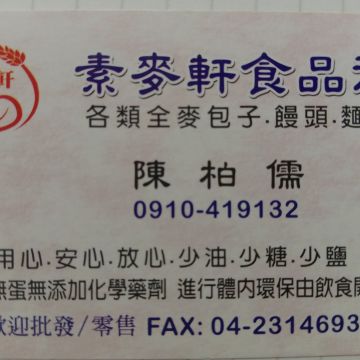 軒
素麥軒食品
各類全麥包子.饅頭.麵
陳柏儒
0910-419132
用心.安心.放心.少油.少糖.少鹽
無蛋無添加化學藥劑 進行體內環保由飲食開
歡迎批發/零售 FAX: 04-2314693